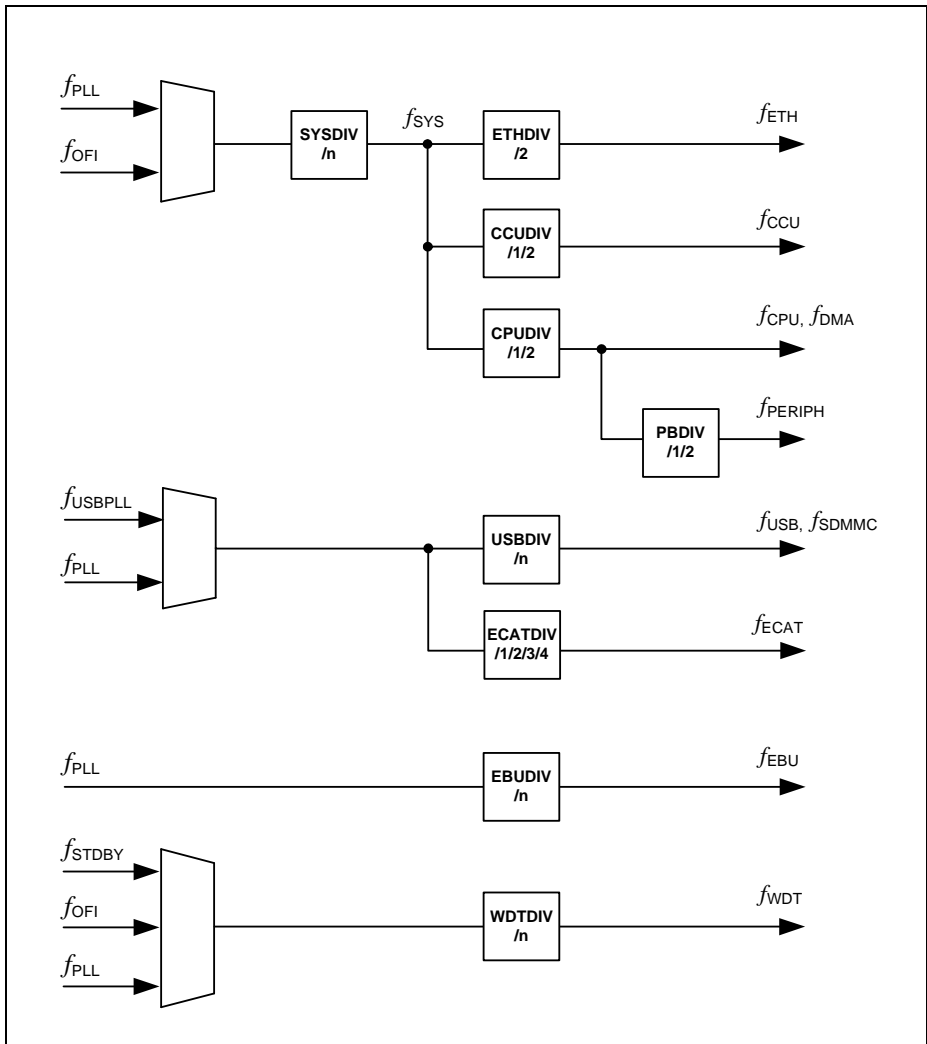 fPLL
fOFI
SYSDIV
/n
fSYS
ETHDIV
/2
fETH
CCUDIV
/1/2
fCCU
CPUDIV
/1/2
fCPU, fDMA
PBDIV
/1/2
fPERIPH
fUSBPLL
fPLL
USBDIV
/n
fUSB, fSDMMC
ECATDIV
/1/2/3/4
fECAT
fPLL
EBUDIV
/n
fEBU
fSTDBY
fOFI
fPLL
WDTDIV
/n
fWDT